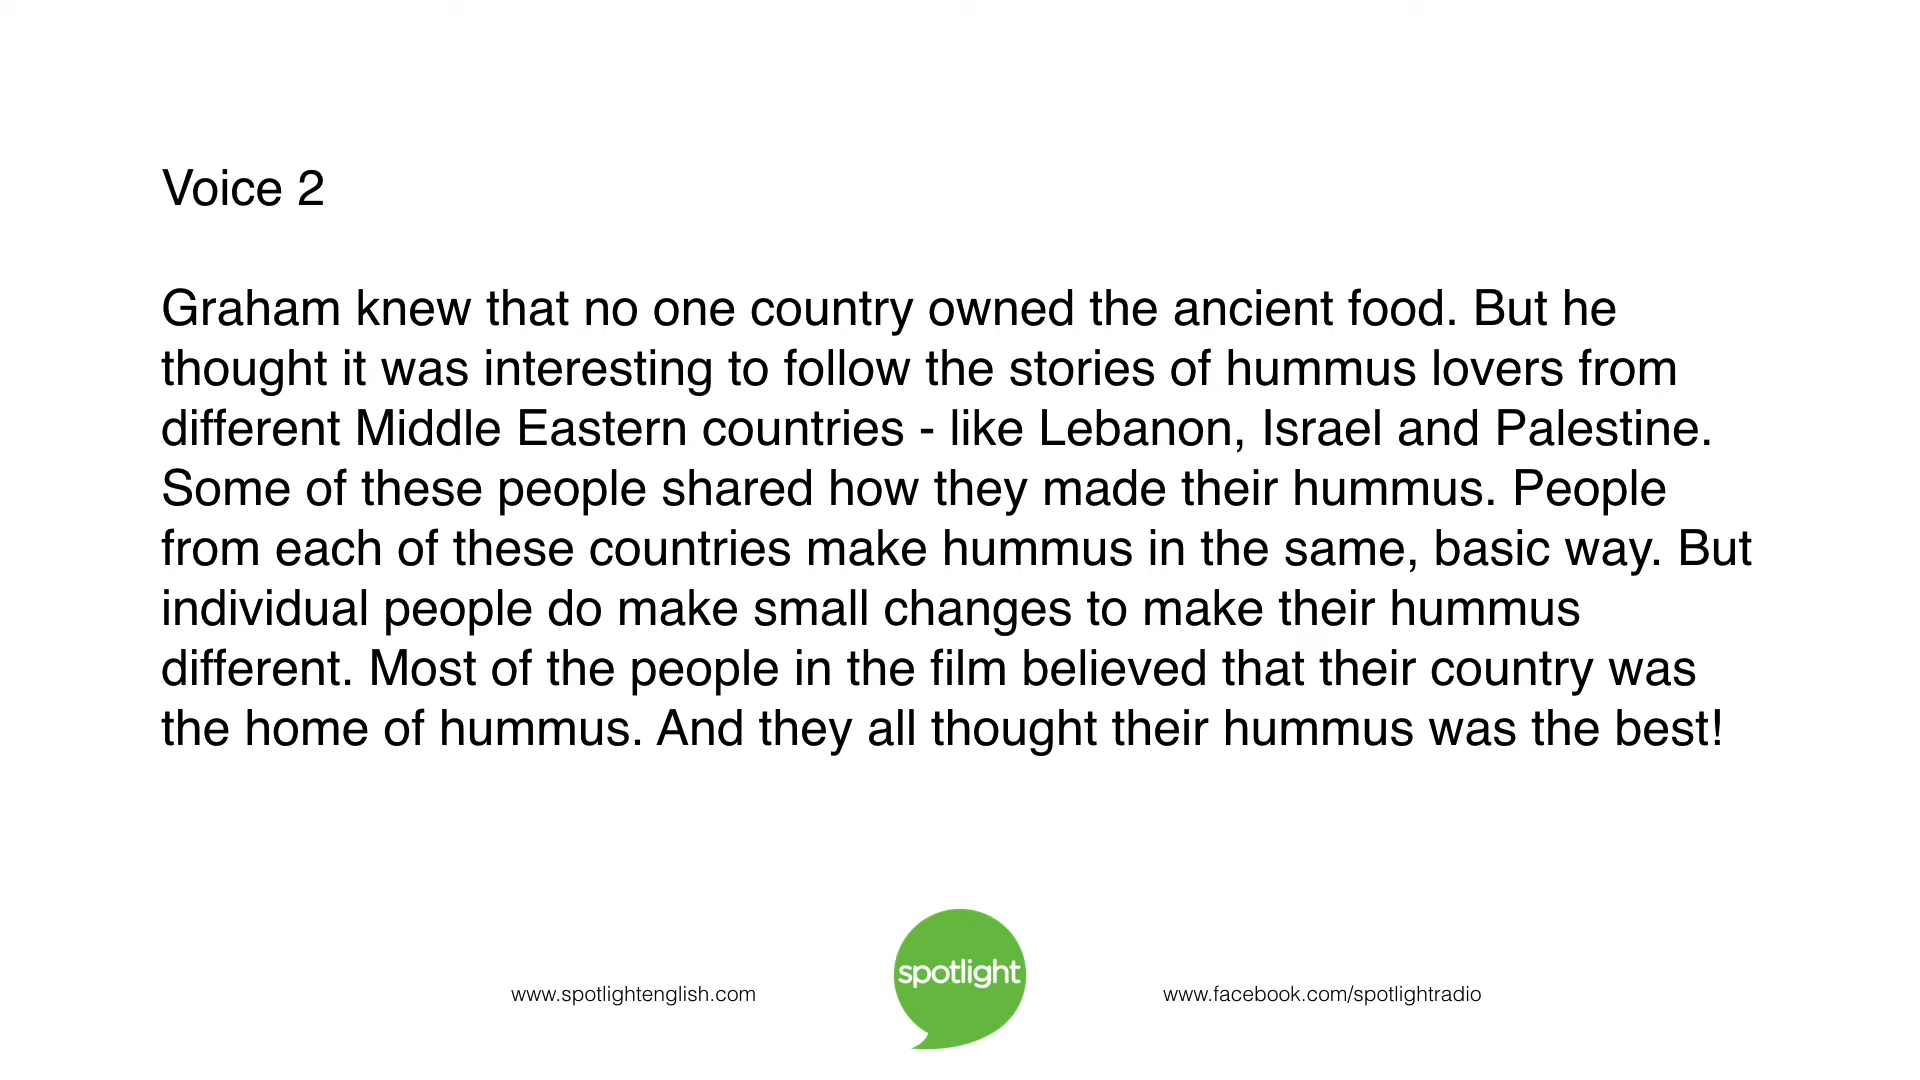 Voice 2
Graham knew that no one country owned the ancient food. But he
thought it was interesting to follow the stories of hummus lovers from
different Middle Eastern countries - like Lebanon, Israel and Palestine.
Some of these people shared how they made their hummus. People
from each of these countries make hummus in the same, basic way. But
individual people do make small changes to make their hummus
different. Most of the people in the film believed that their country was
the home of hummus. And they all thought their hummus was the best!
spotlight
www.spotlightenglish.com
www.facebook.com/spotlightradio